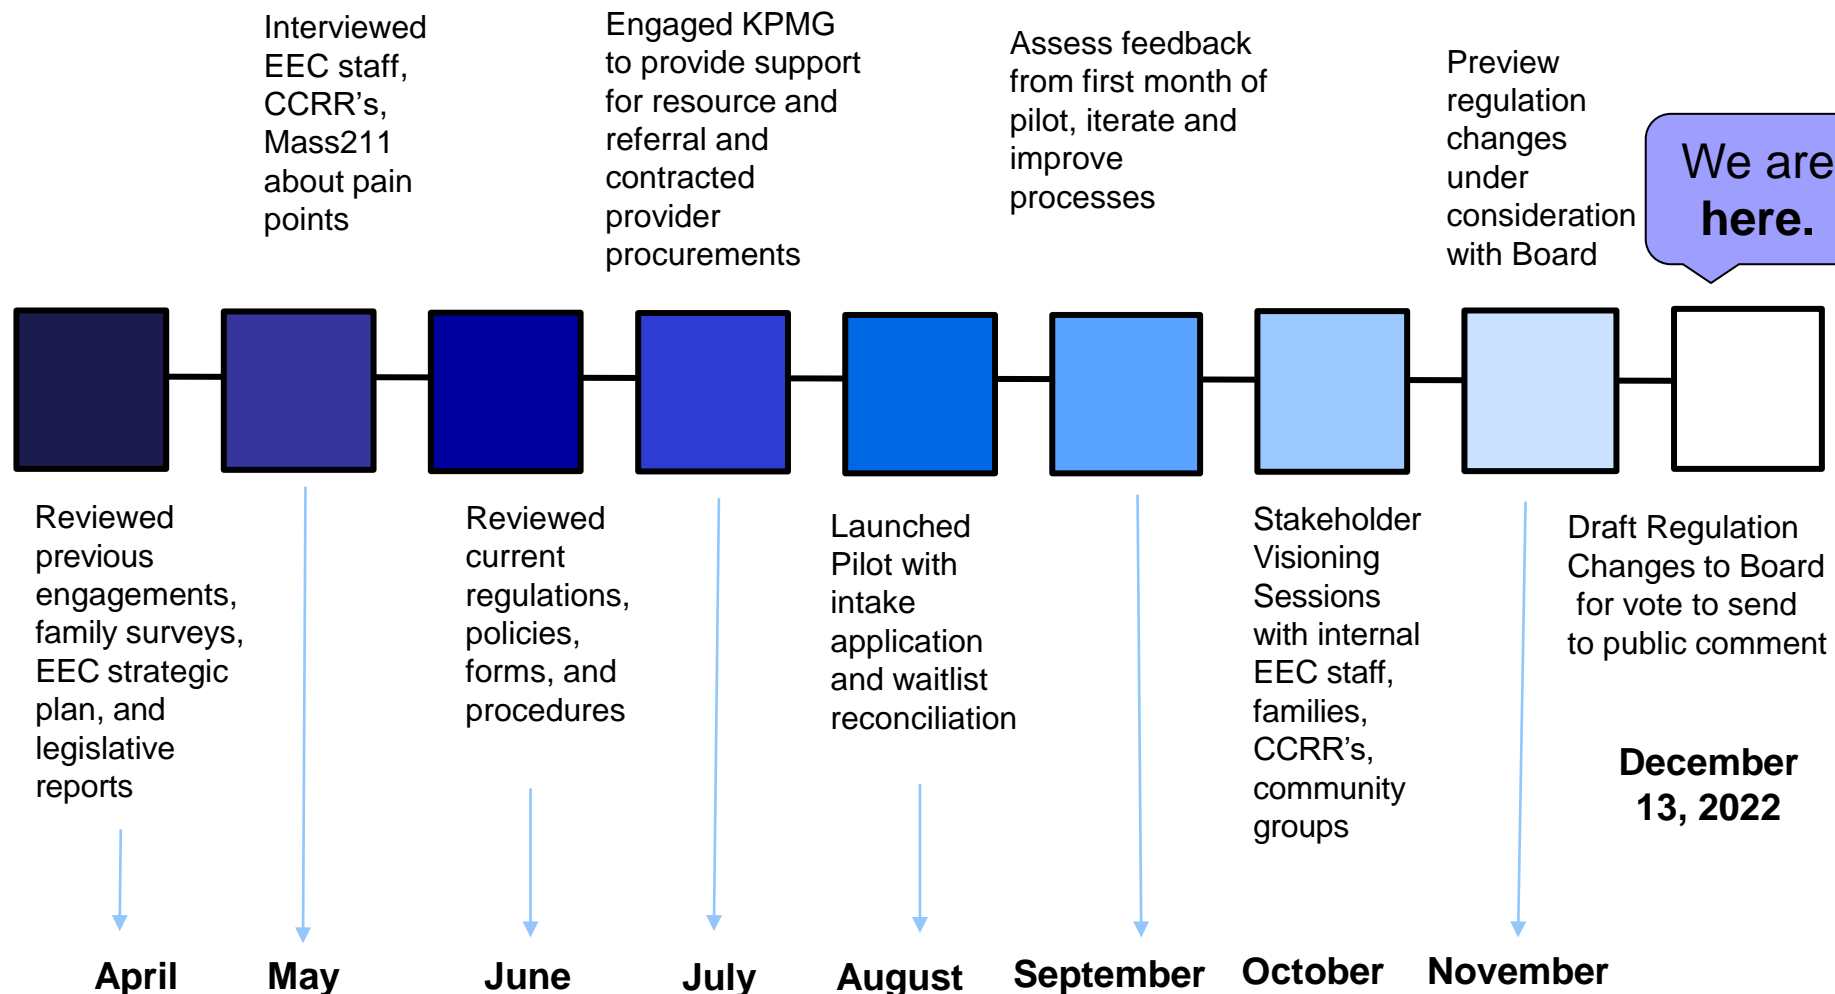 Interviewed
EEC staff,
CCRR's,
Mass211
about pain
points
Engaged KPMG
to provide support
for resource and
referral and
contracted
provider
procurements
Assess feedback
from first month of
pilot, iterate and
improve
processes
Preview
regulation
changes
under
consideration
with Board
We are
here.
Reviewed
previous
engagements,
family surveys,
EEC strategic
plan, and
legislative
reports
Reviewed
current
regulations,
policies,
forms, and
procedures
Launched
Pilot with
intake
application
and waitlist
reconciliation
Stakeholder
Visioning
Sessions
with internal
EEC staff,
families,
CCRR's,
community
groups
Draft Regulation
Changes to Board
for vote to send
to public comment
December
13, 2022
April
May
June
July
August
September
October
November